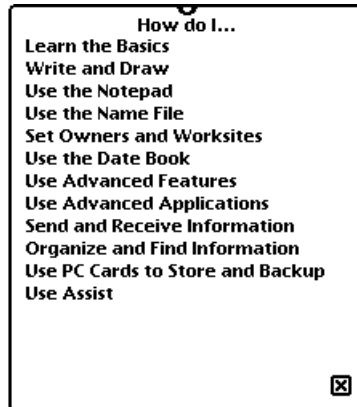 How do I...
Learn the Basics
Write and Draw
Use the Notepad
Use the Name File
Set Owners and Worksites
Use the Date Book
Use Advanced Features
Use Advanced Applications
Send and Receive Information
Organize and Find Information
Use PC Cards to Store and Backup
Use Assist